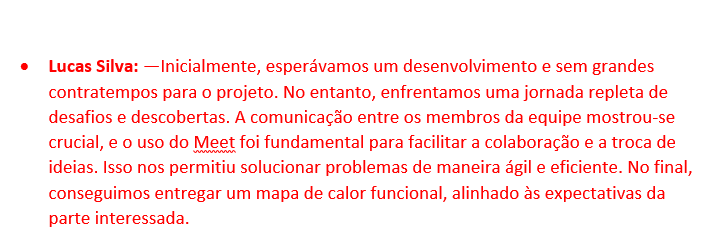 • Lucas Silva: —Inicialmente, esperávamos um desenvolvimento e sem grandes
contratempos para o projeto. No entanto, enfrentamos uma jornada repleta de
desafios e descobertas. A comunicação entre os membros da equipe mostrou-se
crucial, e o uso do Meet foi fundamental para facilitar a colaboração e a troca de
ideias. Isso nos permitiu solucionar problemas de maneira ágil e eficiente. No final,
conseguimos entregar um mapa de calor funcional, alinhado às expectativas da
parte interessada.